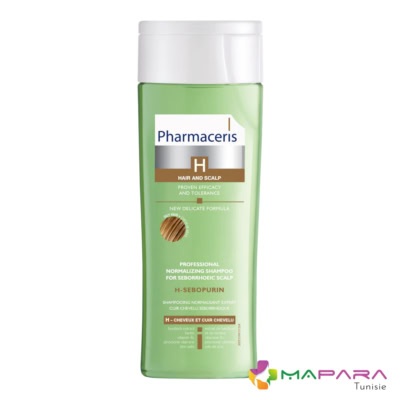 Pharmaceris
H
HAIR AND SCALP
PROVEN EFFICACY
AND TOLERANCE
NEW DELICATE FORMULA
PROFESSIONAL
NORMALIZING SHAMPOO
FOR SEBORRHOEIC SCALP
H-SEBOPURIN
SHAMPOOING NORMALISANT EXPERT
CUIR CHEVELU SÉBORRHÉIQUE
H – CHEVEUX ET CUIR CHEVELU
MAPARA
Tunisie